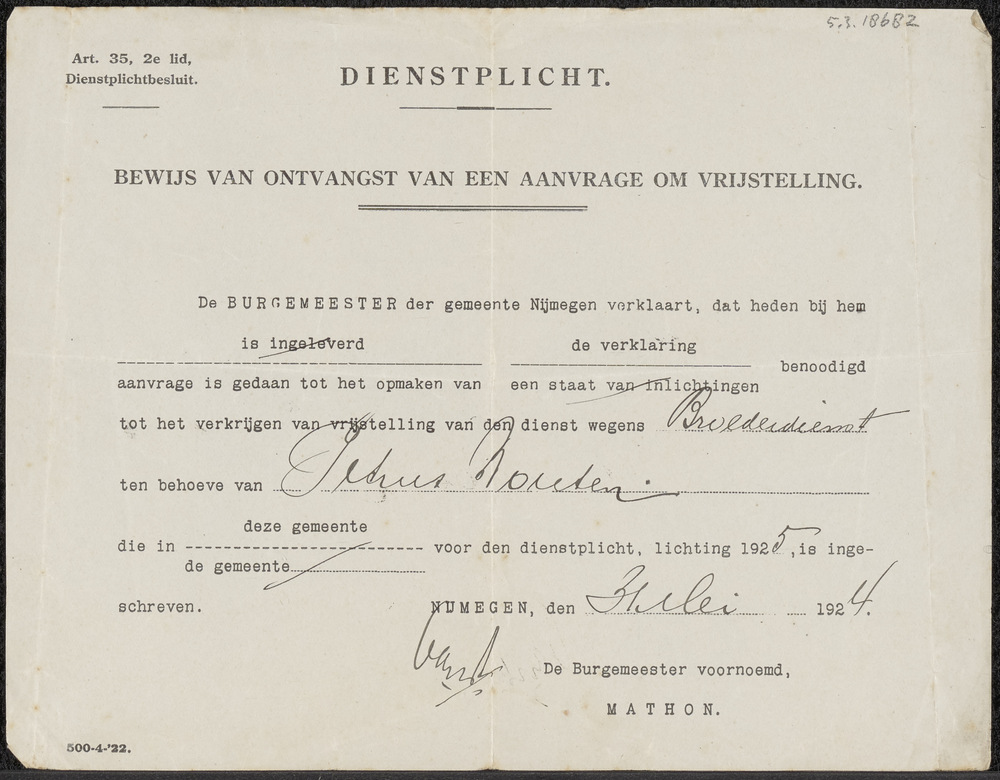 5.3.18682
Art. 35, 2e lid,
Dienstplichtbesluit.
DIENSTPLICHT.
BEWIJS VAN ONTVANGST VAN EEN AANVRAGE OM VRIJSTELLING.
De BURGEMEESTER der gemeente Nijmegen verklaart, dat heden bij hem
is ingeleverd de verklaring
benoodigd
aanvrage is gedaan tot het opmaken van een staat van inlichtingen
tot het verkrijgen van vrijstelling van den dienst wegens Broederdienst
ten behoeve van Petrus Wouten.
deze gemeente
die in voor den dienstplicht, lichting 1925, is inge-
de gemeente
schreven. NIJMEGEN, den 31 Mei 1924.
De Burgemeester voornoemd,
MATHON.
500-4-'22.